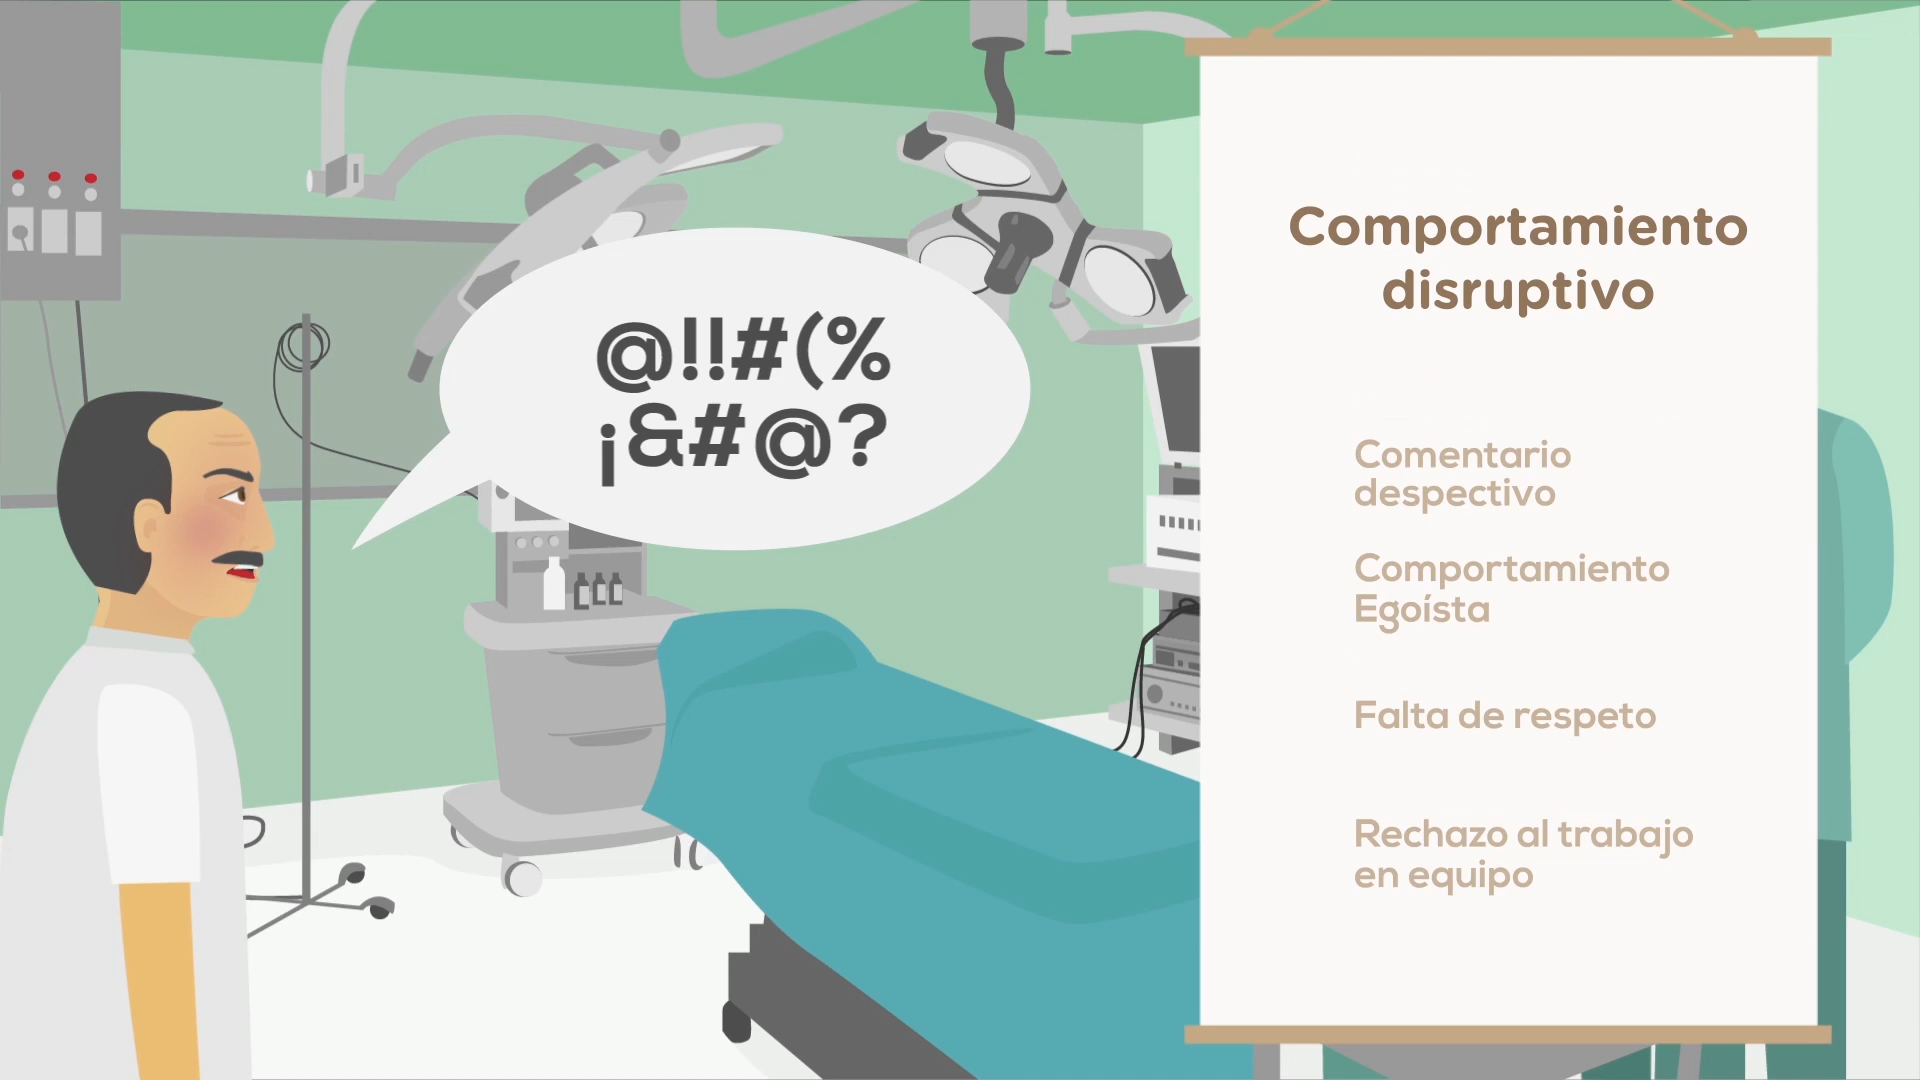 @!!#(%
¡&#@?
Comportamiento
disruptivo
Comentario
despectivo
Comportamiento
Egoísta
Falta de respeto
Rechazo al trabajo
en equipo